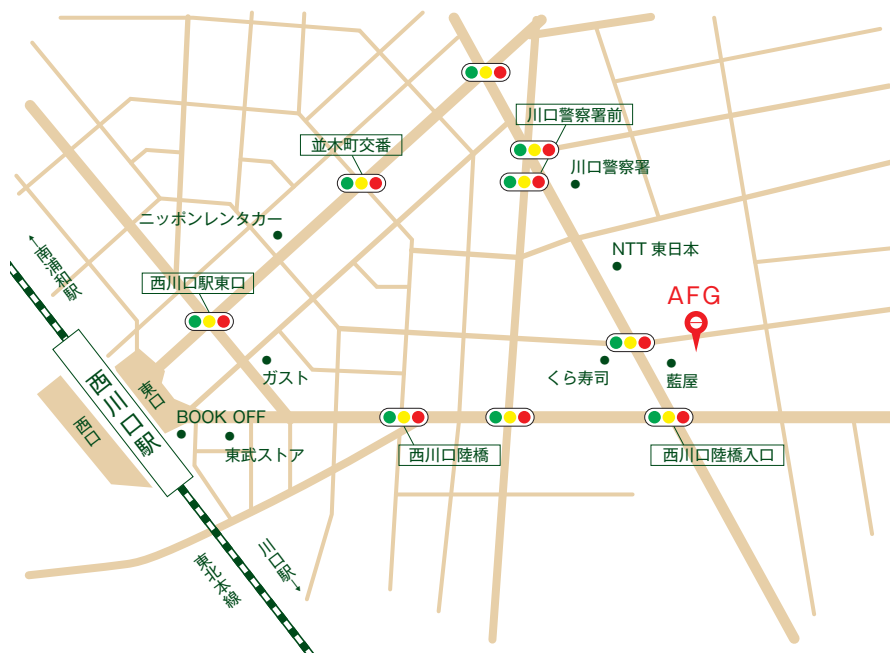 川口警察署前
並木町交番
川口警察署
ニッポンレンタカー
NTT 東日本
←南浦和駅
西川口駅東口
AFG
くら寿司
藍屋
ガスト
東口
西川口駅
西口
BOOK OFF
東武ストア
西川口陸橋
西川口陸橋入口
川口駅→
東北本線